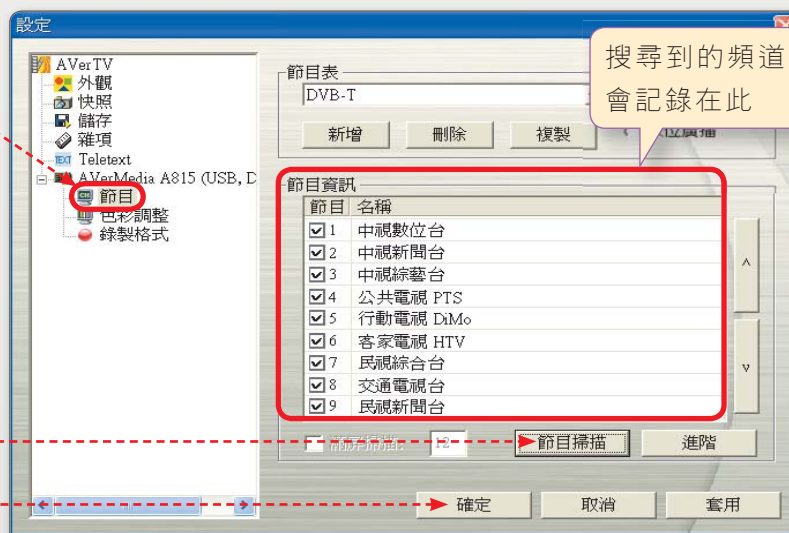 設定
AVerTV
外觀
快照
儲存
雜項
TEXT Teletext
AVerMedia A815 (USB, D
節目
色彩調整
錄製格式
節目表
DVB-T
新增
刪除
複製
搜尋到的頻道
會記錄在此
節目資訊
節目 名稱
1 中視數位台
2 中視新聞台
3 中視綜藝台
4 公共電視 PTS
5 行動電視 DiMo
6 客家電視 HTV
7 民視綜合台
8 交通電視台
9 民視新聞台
12
節目掃描
進階
確定
取消
套用